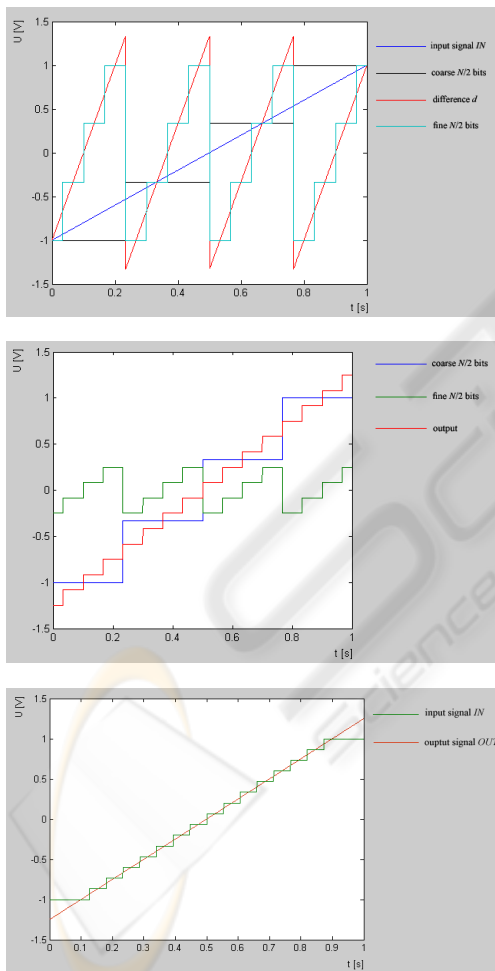 U [V]
1.5
1
0.5
0
-0.5
-1
-1.5
0 0.2 0.4 0.6 0.8 1
t [s]
input signal IN
coarse N/2 bits
difference d
fine N/2 bits
U [V]
1.5
1
0.5
0
-0.5
-1
-1.5
0 0.2 0.4 0.6 0.8 1
t [s]
coarse N/2 bits
fine N/2 bits
output
U [V]
1.5
1
0.5
0
-0.5
-1
-1.5
0 0.1 0.2 0.3 0.4 0.5 0.6 0.7 0.8 0.9 1
t [s]
input signal IN
ouptut signal OUT
Science